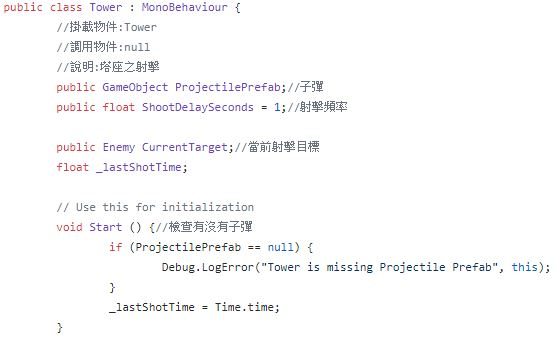 public class Tower : MonoBehaviour {
//掛載物件:Tower
//調用物件:null
//說明:塔座之射擊
public GameObject ProjectilePrefab;//子彈
public float ShootDelaySeconds = 1;//射擊頻率
public Enemy CurrentTarget;//當前射擊目標
float _lastShotTime;
// Use this for initialization
void Start () {//檢查有沒有子彈
if (ProjectilePrefab == null) {
Debug.LogError("Tower is missing Projectile Prefab", this);
}
_lastShotTime = Time.time;
}